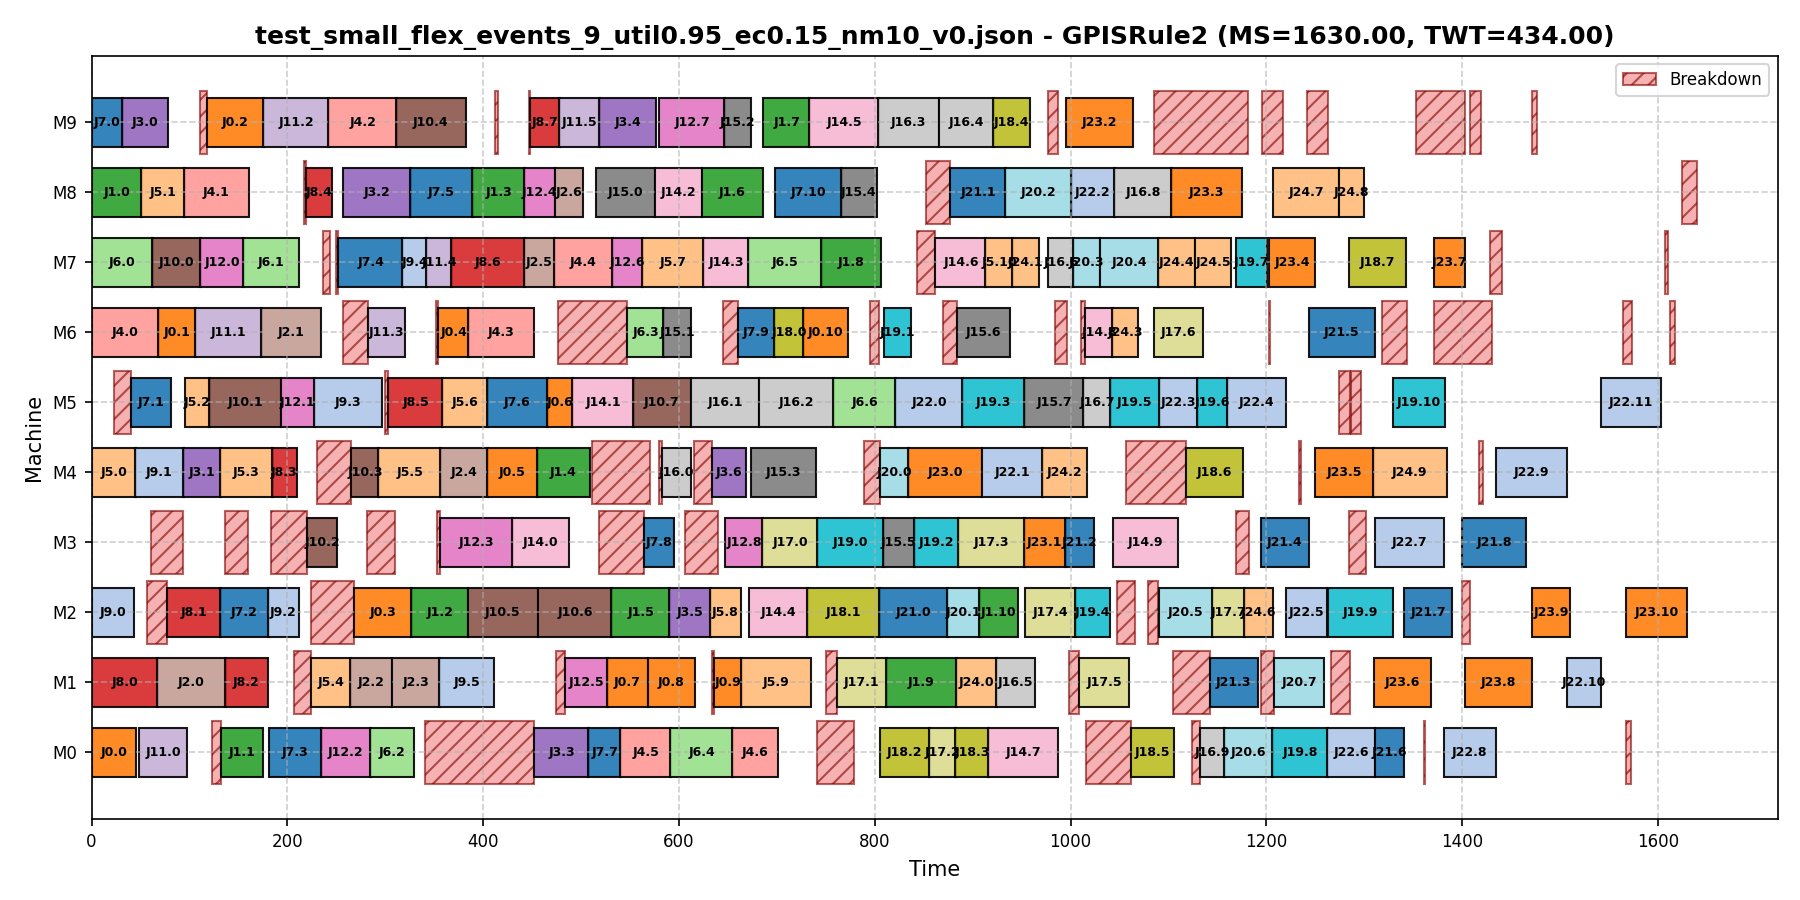 test_small_flex_events_9_util0.95_ec0.15_nm10_v0.json - GPISRule2 (MS=1630.00, TWT=434.00)
Breakdown
M9 J7.0 J3.0 J0.2 J11.2 J4.2 J10.4 J8.7 J11.5 J3.4 J12.7 J15.2 J1.7 J14.5 J16.3 J16.4 J18.4 J23.2
M8 J1.0 J5.1 J4.1 J8.4 J3.2 J7.5 J1.3 J12.4 J2.6 J15.0 J14.2 J1.6 J7.10 J15.4 J21.1 J20.2 J22.2 J16.8 J23.3 J24.7 J24.8
M7 J6.0 J10.0 J12.0 J6.1 J7.4 J9.4 J11.4 J8.6 J2.5 J4.4 J12.6 J5.7 J14.3 J6.5 J1.8 J14.6 J5.10 J24.1 J16.6 J20.3 J20.4 J24.4 J24.5 J19.7 J23.4 J18.7 J23.7
M6 J4.0 J0.1 J11.1 J2.1 J11.3 J0.4 J4.3 J6.3 J15.1 J7.9 J18.0 J0.10 J19.1 J15.6 J14.8 J24.3 J17.6 J21.5
M5 J7.1 J5.2 J10.1 J12.1 J9.3 J8.5 J5.6 J7.6 J0.6 J14.1 J10.7 J16.1 J16.2 J6.6 J22.0 J19.3 J15.7 J16.7 J19.5 J22.3 J19.6 J22.4 J19.10 J22.11
M4 J5.0 J9.1 J3.1 J5.3 J8.3 J10.3 J5.5 J2.4 J0.5 J1.4 J16.0 J3.6 J15.3 J20.0 J23.0 J22.1 J24.2 J18.6 J23.5 J24.9 J22.9
M3 J10.2 J12.3 J14.0 J7.8 J12.8 J17.0 J19.0 J15.5 J19.2 J17.3 J23.1 J21.2 J14.9 J21.4 J22.7 J21.8
M2 J9.0 J8.1 J7.2 J9.2 J0.3 J1.2 J10.5 J10.6 J1.5 J3.5 J5.8 J14.4 J18.1 J21.0 J20.1 J1.10 J17.4 J19.4 J20.5 J17.7 J24.6 J22.5 J19.9 J21.7 J23.9 J23.10
M1 J8.0 J2.0 J8.2 J5.4 J2.2 J2.3 J9.5 J12.5 J0.7 J0.8 J0.9 J5.9 J17.1 J1.9 J24.0 J16.5 J17.5 J21.3 J20.7 J23.6 J23.8 J22.10
M0 J0.0 J11.0 J1.1 J7.3 J12.2 J6.2 J3.3 J7.7 J4.5 J6.4 J4.6 J18.2 J17.2 J18.3 J14.7 J18.5 J16.9 J20.6 J19.8 J22.6 J21.6 J22.8
0 200 400 600 800 1000 1200 1400 1600
Time
Machine